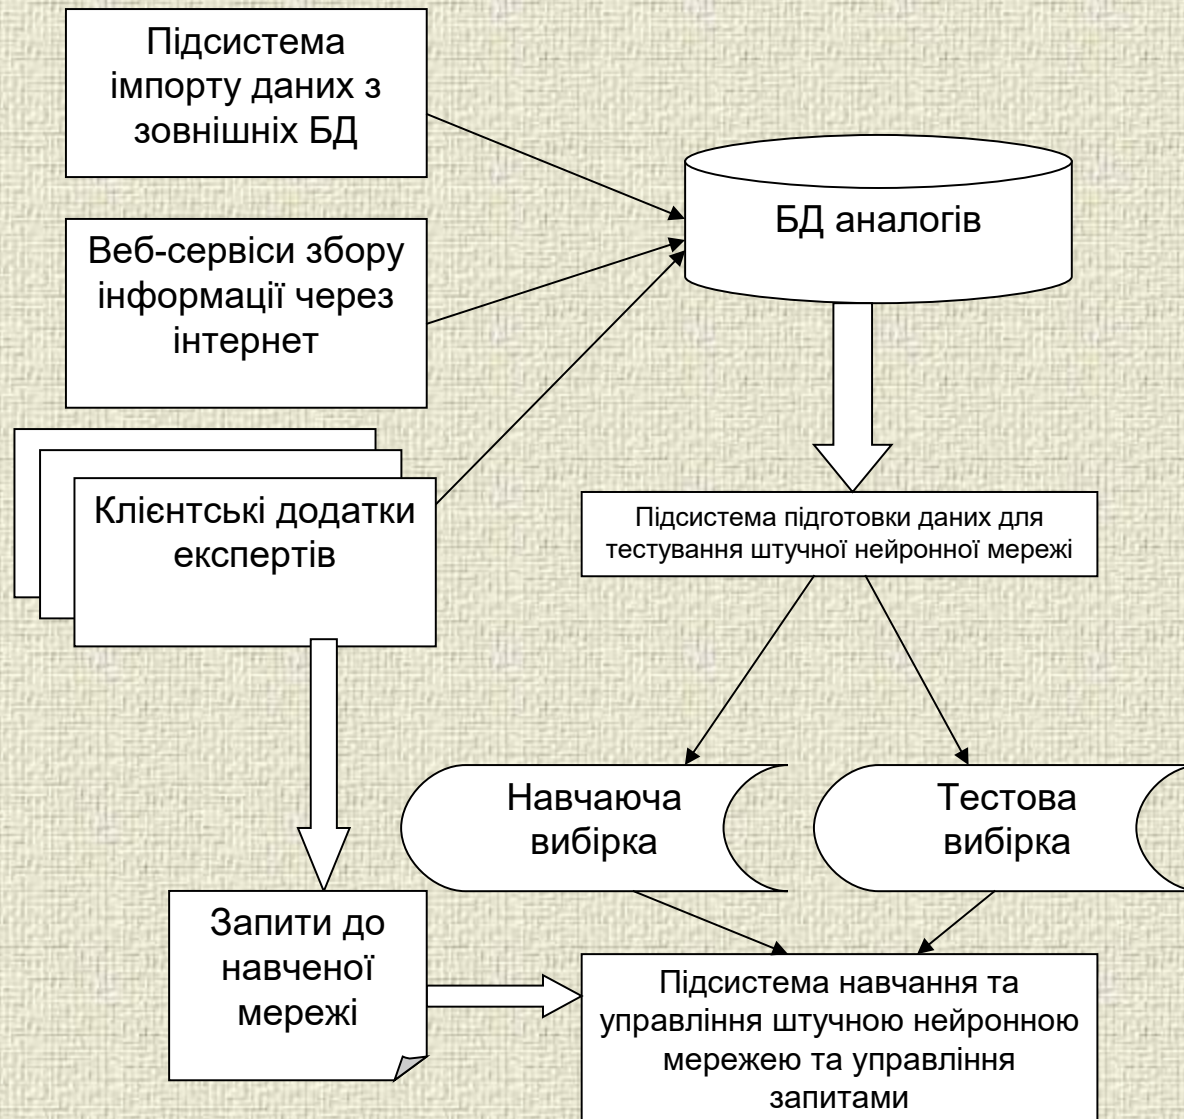 Підсистема
імпорту даних з
зовнішніх БД
БД аналогів
Веб-сервіси збору
інформації через
інтернет
Клієнтські додатки
експертів
Підсистема підготовки даних для
тестування штучної нейронної мережі
Навчаюча
вибірка
Тестова
вибірка
Запити до
навченої
мережі
Підсистема навчання та
управління штучною нейронною
мережею та управління
запитами